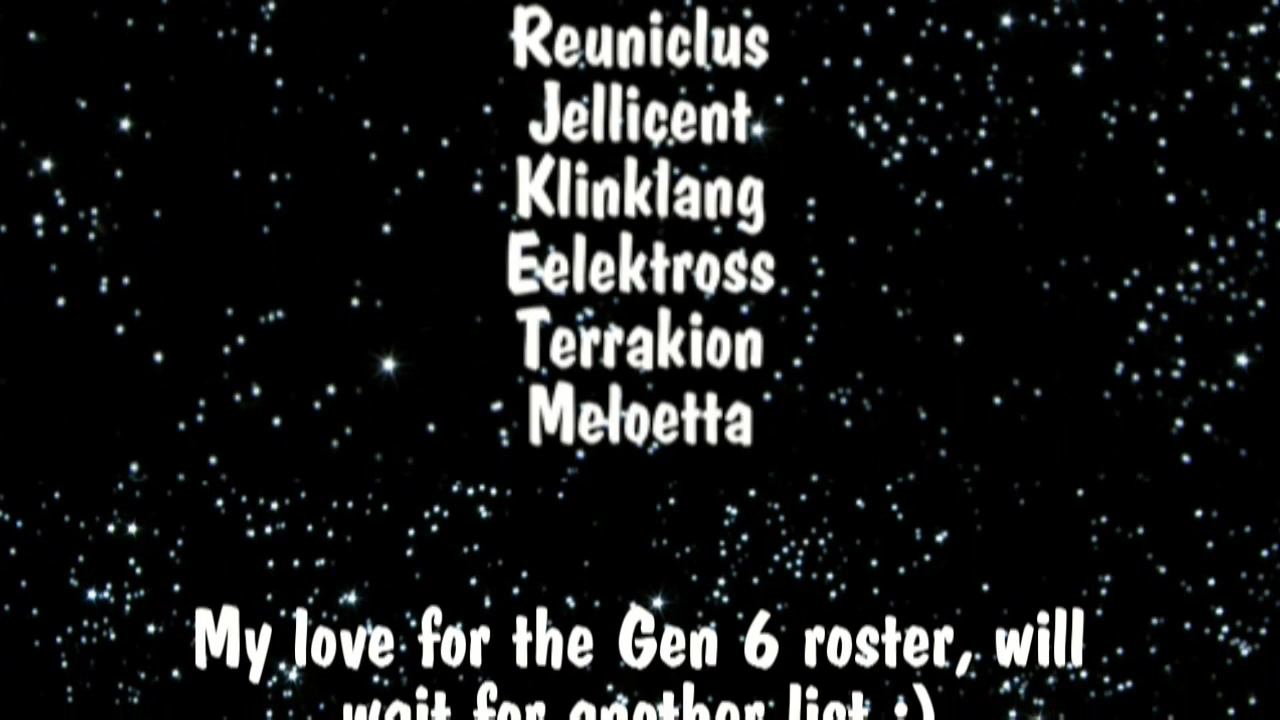 Reuniclus
Jellicent
Klinklang
Eelektross
Terrakion
Meloetta
My love for the Gen 6 roster, will
wait for another list :)